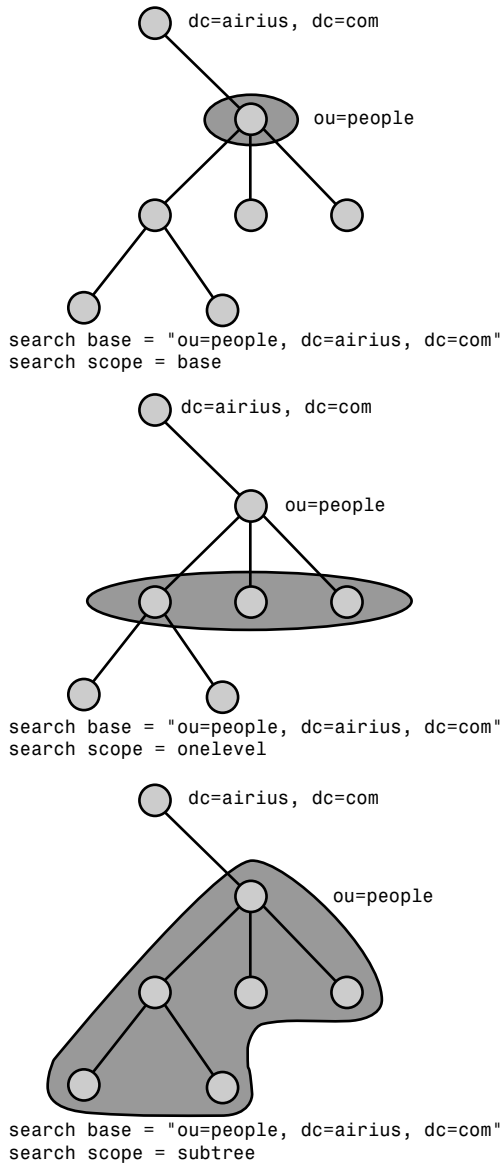 dc=airius, dc=com
ou=people
search base = "ou=people, dc=airius, dc=com"
search scope = base
dc=airius, dc=com
ou=people
search base = "ou=people, dc=airius, dc=com"
search scope = onelevel
dc=airius, dc=com
ou=people
search base = "ou=people, dc=airius, dc=com"
search scope = subtree